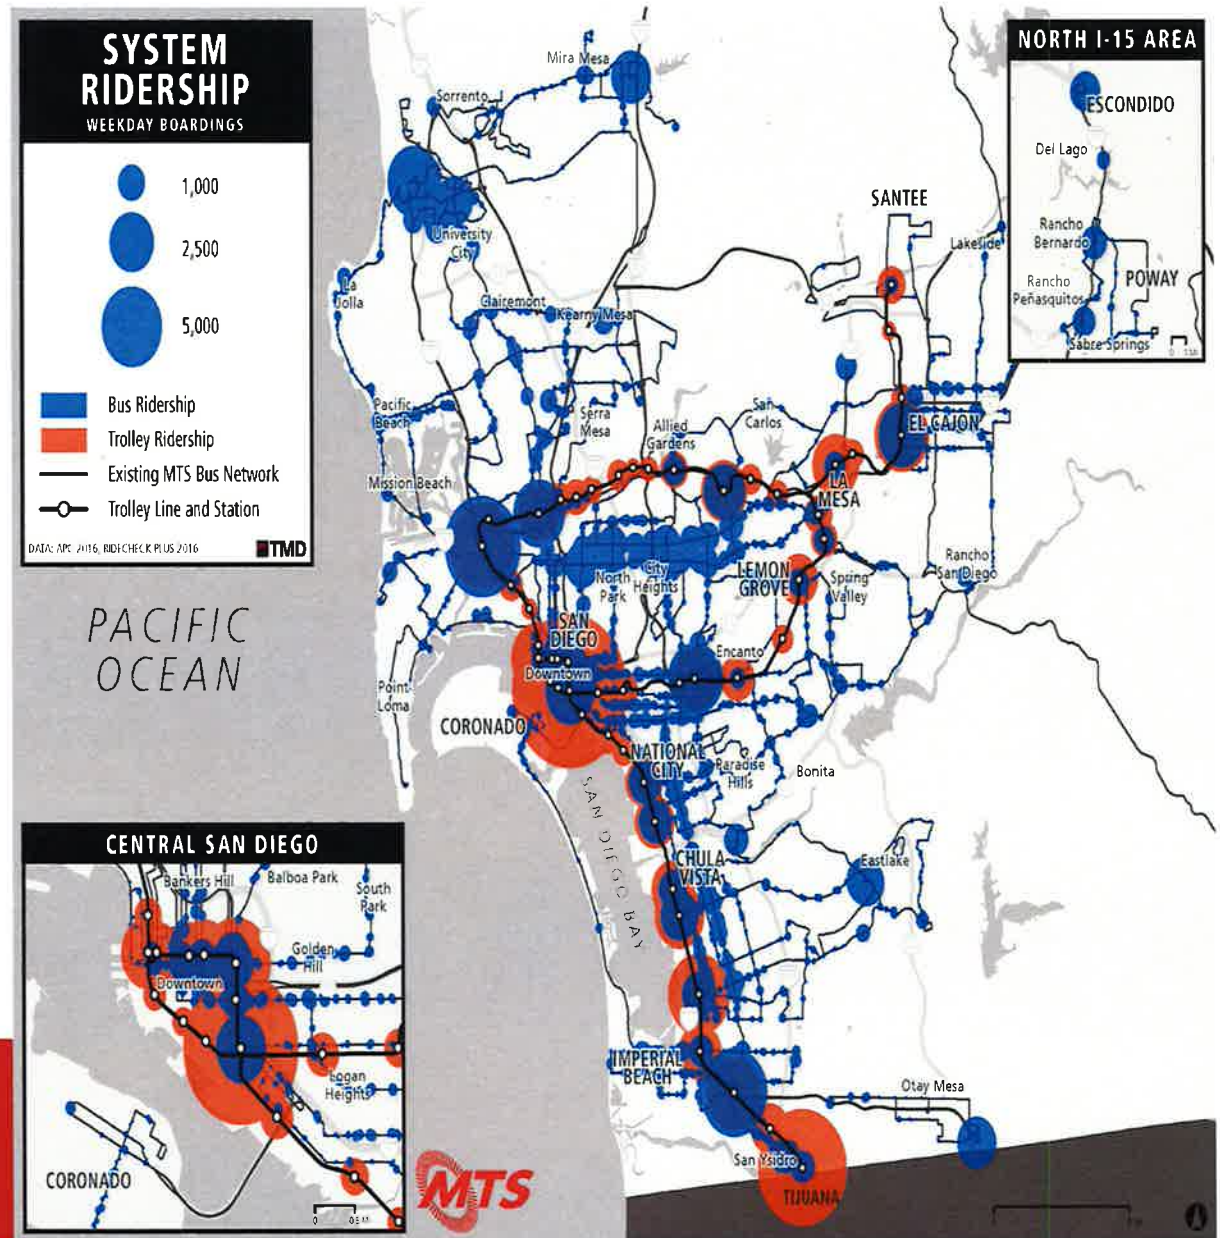 SYSTEM
RIDERSHIP
WEEKDAY BOARDINGS
1,000
2,500
5,000
Bus Ridership
Trolley Ridership
Existing MTS Bus Network
Trolley Line and Station
DATA: APC 2016, RIDECHECK PLUS 2016
TMD
NORTH I-15 AREA
ESCONDIDO
Del Lago
Rancho
Bernardo
POWAY
Rancho
Peñasquitos
Sabre Springs
Mira Mesa
Sorrento
SANTEE
University
City
Lakeside
La
Jolla
Clairemont
Kearny Mesa
Pacific
Beach
Serra
Mesa
Allied
Gardens
San
Carlos
EL CAJON
Mission Beach
LA
MESA
North
Park
City
Heights
LEMON
GROVE
Spring
Valley
Rancho
San Diego
PACIFIC
OCEAN
SAN
DIEGO
Downtown
Encanto
Point
Loma
CORONADO
NATIONAL
CITY
Paradise
Hills
Bonita
SAN DIEGO BAY
CHULA
VISTA
Eastlake
IMPERIAL
BEACH
Otay Mesa
San Ysidro
TIJUANA
CENTRAL SAN DIEGO
Bankers Hill
Balboa Park
South
Park
Golden
Hill
Downtown
Logan
Heights
CORONADO
MTS